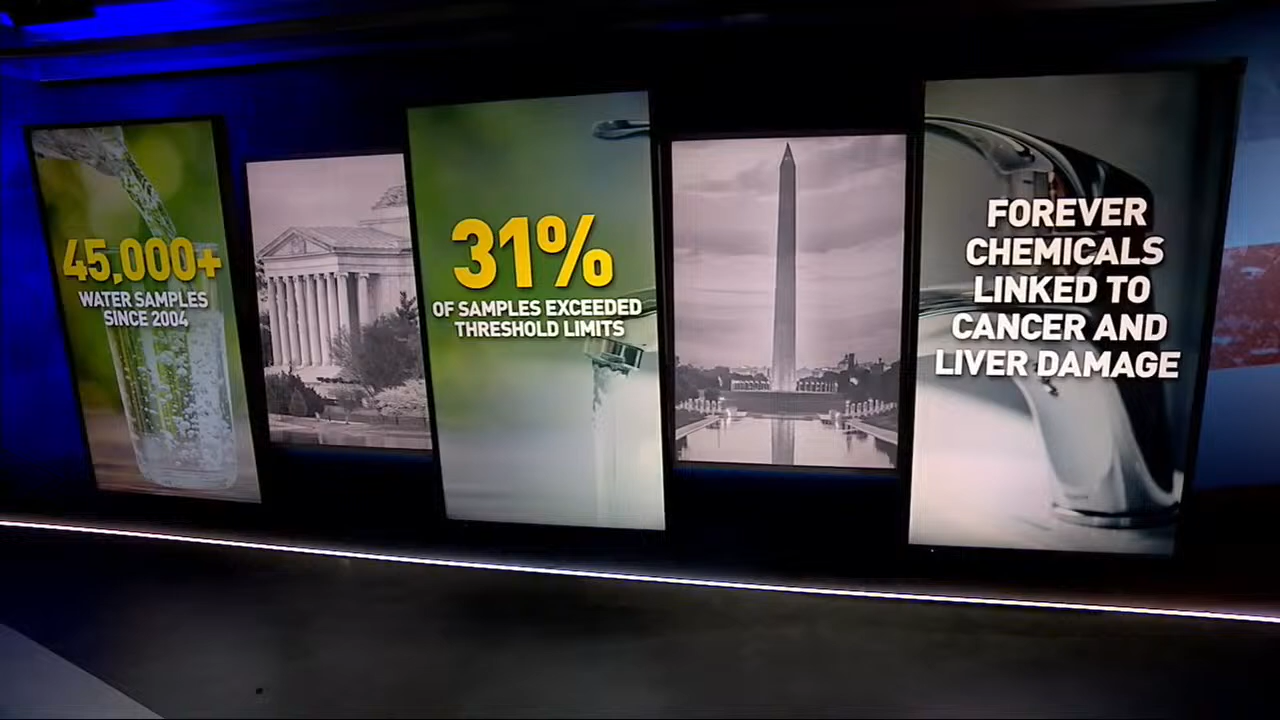 45,000+
WATER SAMPLES
SINCE 2004
31%
OF SAMPLES EXCEEDED
THRESHOLD LIMITS
FOREVER
CHEMICALS
LINKED TO
CANCER AND
LIVER DAMAGE